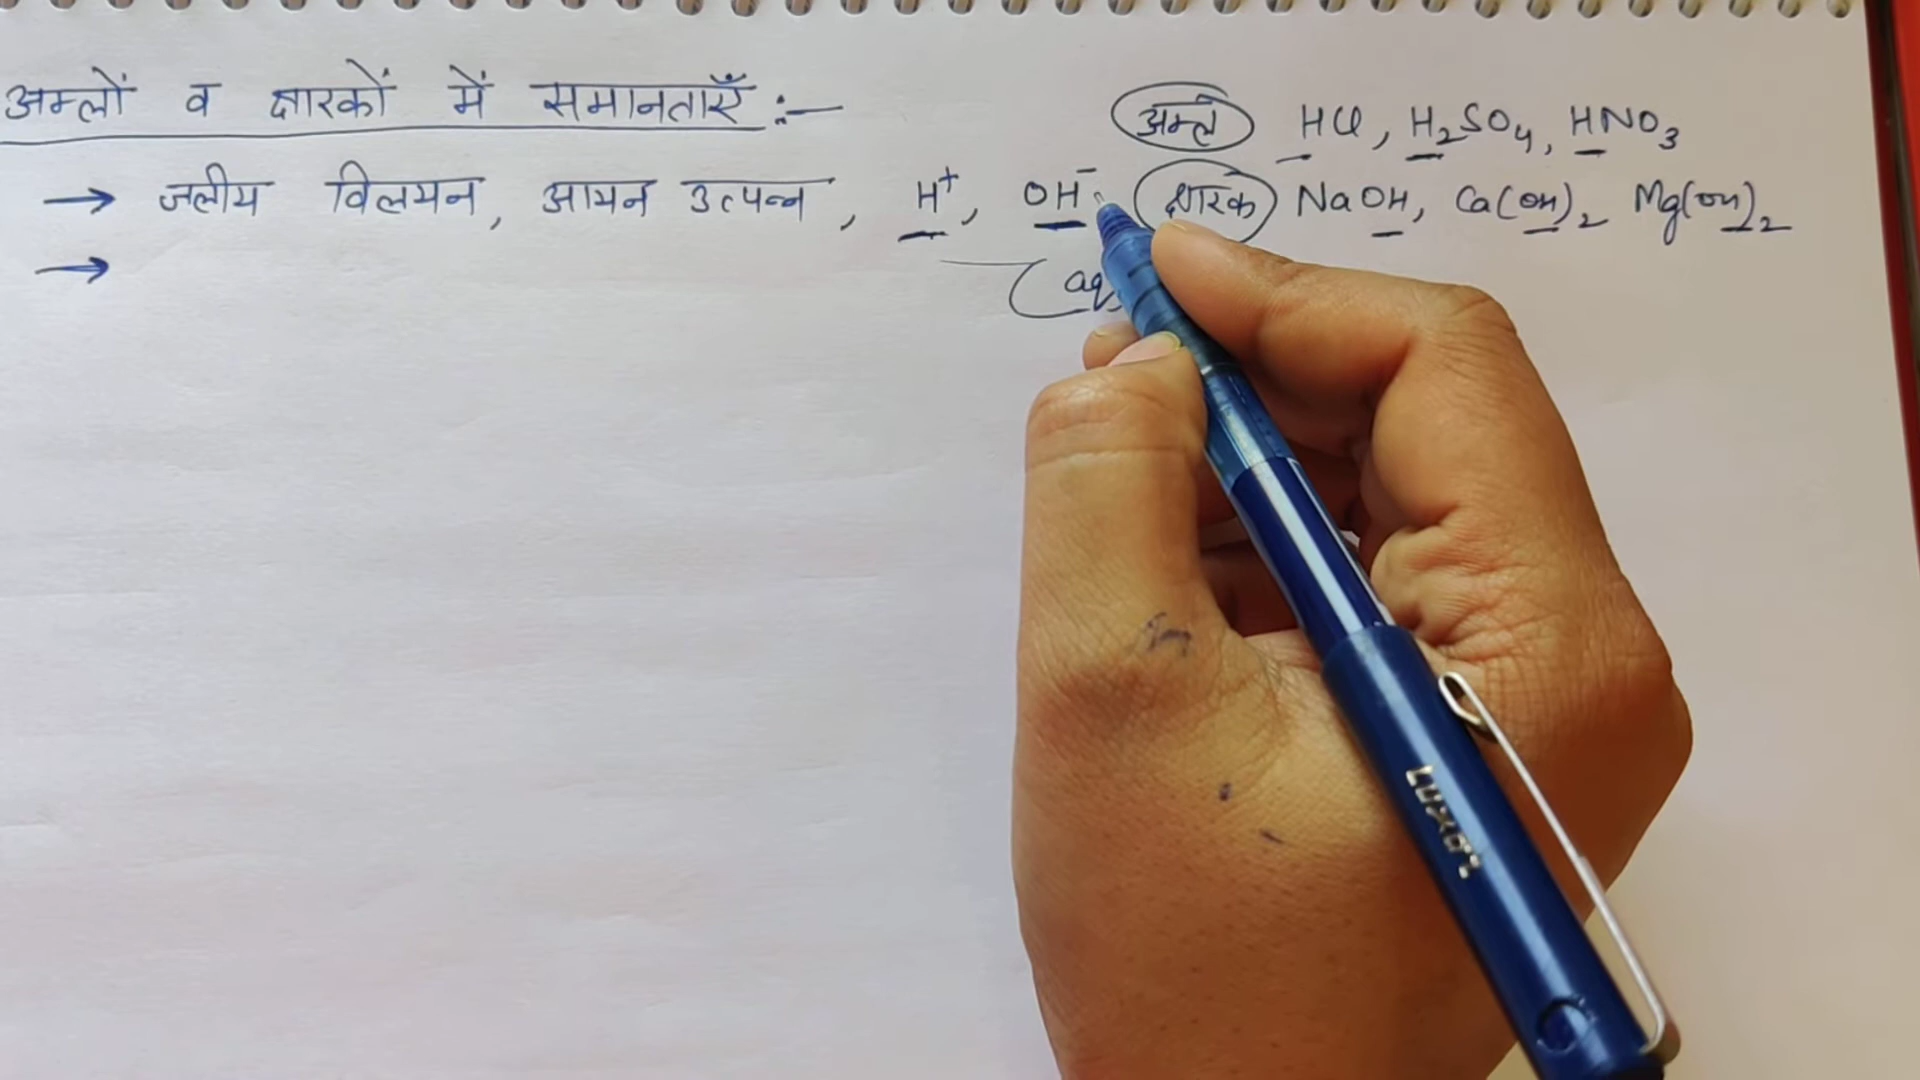 अम्लों व क्षारकों में समानताएँ :-
अम्ल HCl, H₂SO₄, HNO₃
→ जलीय विलयन, आयन उत्पन्न, H⁺, OH⁻
क्षारक NaOH, Ca(OH)₂ Mg(OH)₂
→
(aq)
LUXOR